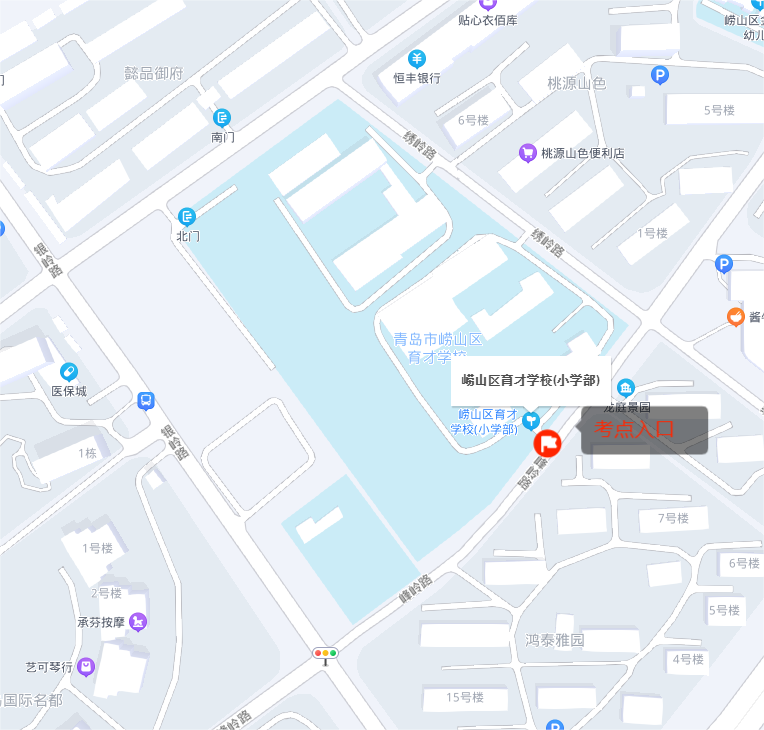 贴心衣佰库
崂山区
幼儿
懿品御府
恒丰银行
桃源山色
P
5号楼
6号楼
南门
绣岭路
桃源山色便利店
北门
银岭路
绣岭路
1号楼
P
酱牛
青岛市崂山区
育才学校
崂山区育才学校(小学部)
医保城
龙庭景园
崂山区育才
学校(小学部)
考点入口
银岭路
1栋
峰岭路
7号楼
1号楼
6号楼
2号楼
峰岭路
5号楼
承芬按摩
鸿泰雅园
4号楼
艺可琴行
岛国际名都
15号楼
峰岭路
P